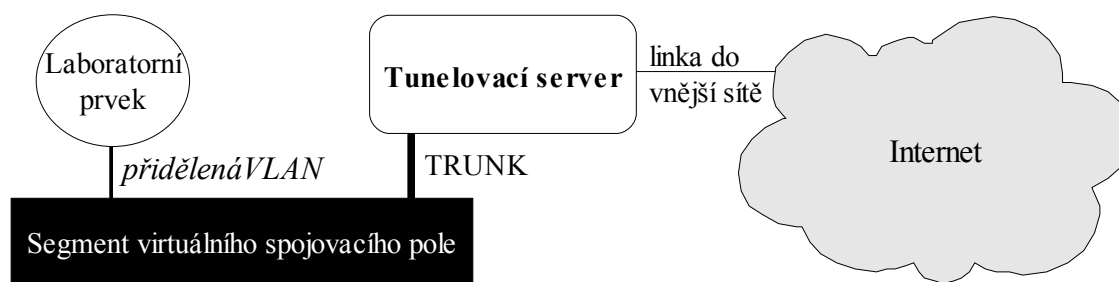 Laboratorní
prvek
přidělenáVLAN
Tunelovací server
TRUNK
linka do
vnější sítě
Internet
Segment virtuálního spojovacího pole